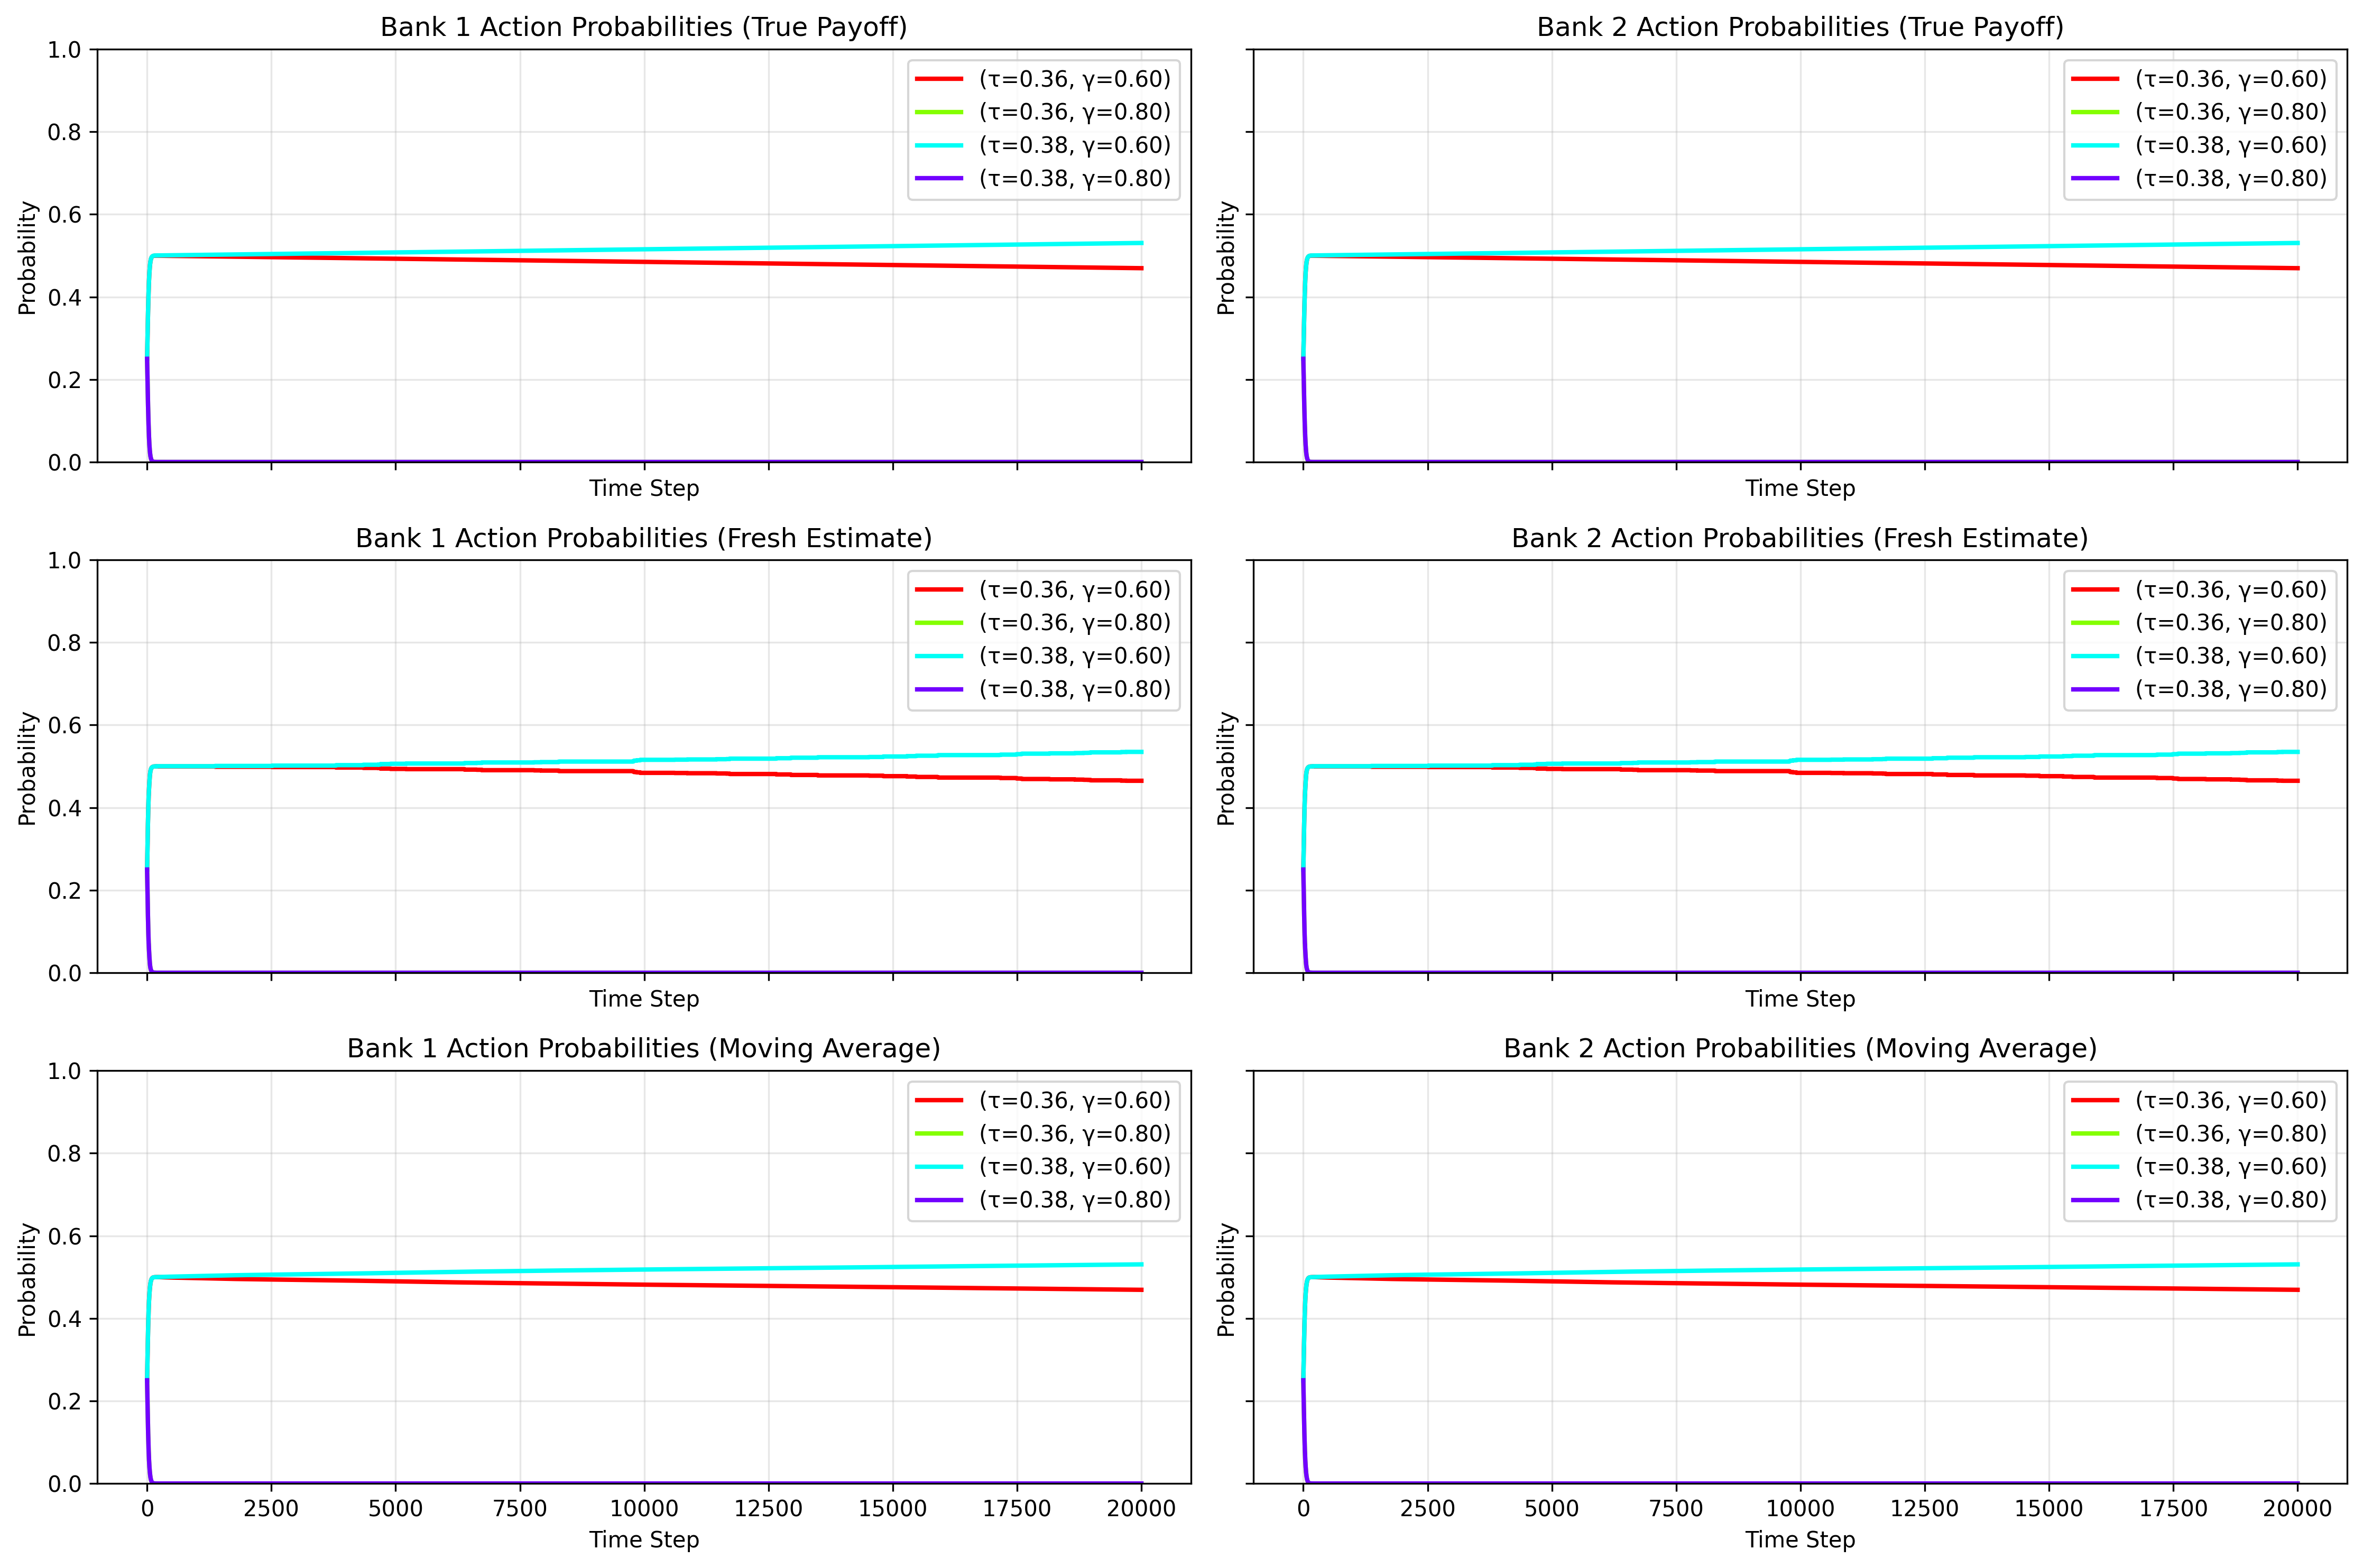 Bank 1 Action Probabilities (True Payoff)
Probability
1.0
0.8
0.6
0.4
0.2
0.0
(τ=0.36, γ=0.60)
(τ=0.36, γ=0.80)
(τ=0.38, γ=0.60)
(τ=0.38, γ=0.80)
Time Step
Bank 2 Action Probabilities (True Payoff)
Probability
(τ=0.36, γ=0.60)
(τ=0.36, γ=0.80)
(τ=0.38, γ=0.60)
(τ=0.38, γ=0.80)
Time Step
Bank 1 Action Probabilities (Fresh Estimate)
Probability
1.0
0.8
0.6
0.4
0.2
0.0
(τ=0.36, γ=0.60)
(τ=0.36, γ=0.80)
(τ=0.38, γ=0.60)
(τ=0.38, γ=0.80)
Time Step
Bank 2 Action Probabilities (Fresh Estimate)
Probability
(τ=0.36, γ=0.60)
(τ=0.36, γ=0.80)
(τ=0.38, γ=0.60)
(τ=0.38, γ=0.80)
Time Step
Bank 1 Action Probabilities (Moving Average)
Probability
1.0
0.8
0.6
0.4
0.2
0.0
(τ=0.36, γ=0.60)
(τ=0.36, γ=0.80)
(τ=0.38, γ=0.60)
(τ=0.38, γ=0.80)
0 2500 5000 7500 10000 12500 15000 17500 20000
Time Step
Bank 2 Action Probabilities (Moving Average)
Probability
(τ=0.36, γ=0.60)
(τ=0.36, γ=0.80)
(τ=0.38, γ=0.60)
(τ=0.38, γ=0.80)
0 2500 5000 7500 10000 12500 15000 17500 20000
Time Step